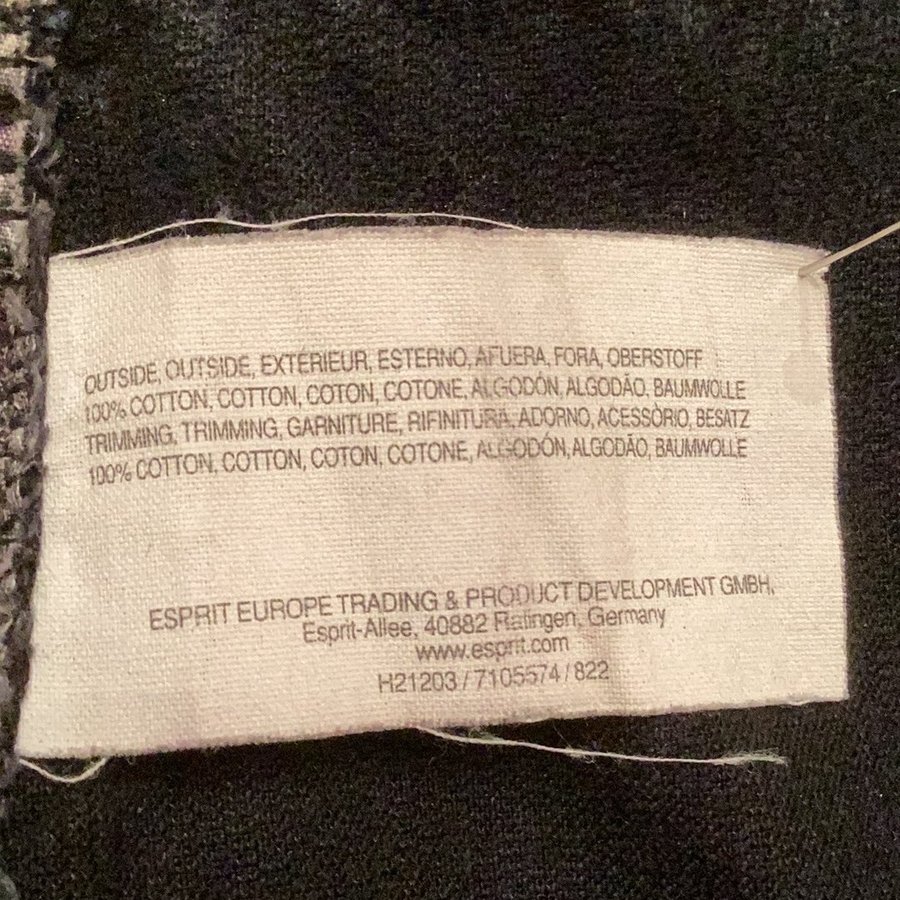 OUTSIDE, OUTSIDE, EXTÉRIEUR, ESTERNO, AFUERA, FORA, OBERSTOFF
100% COTTON, COTTON, COTON, COTONE, ALGODÓN, ALGODÃO, BAUMWOLLE
TRIMMING, TRIMMING, GARNITURE, RIFINITURA, ADORNO, ACESSÒRIO, BESATZ
100% COTTON, COTTON, COTON, COTONE, ALGODÓN, ALGODÃO, BAUMWOLLE
ESPRIT EUROPE TRADING & PRODUCT DEVELOPMENT GMBH,
Esprit-Allee, 40882 Ratingen, Germany
www.esprit.com
H21203 / 7105574 / 822